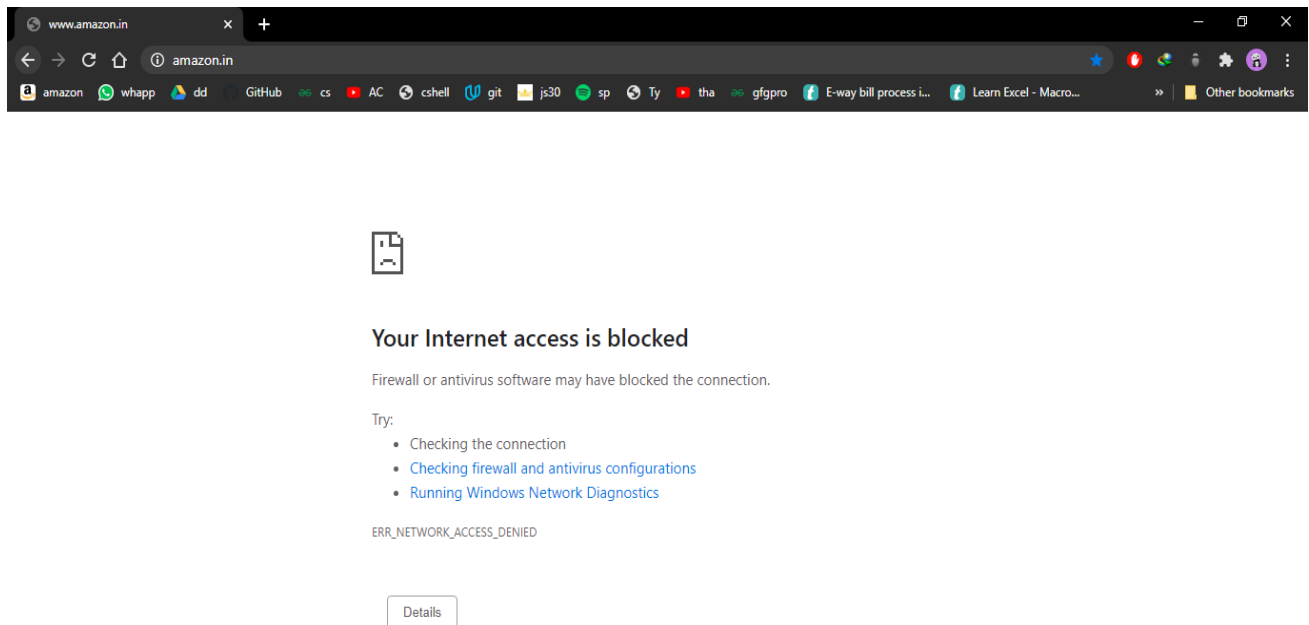 www.amazon.in
amazon.in
a amazon whapp dd GitHub cs AC cshell git js30 sp Ty tha gfgpro E-way bill process i... Learn Excel - Macro... » Other bookmarks
Your Internet access is blocked
Firewall or antivirus software may have blocked the connection.
Try:
• Checking the connection
• Checking firewall and antivirus configurations
• Running Windows Network Diagnostics
ERR_NETWORK_ACCESS_DENIED
Details